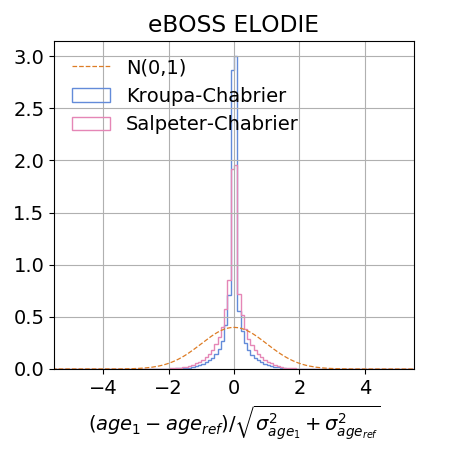 eBOSS ELODIE
3.0
2.5
2.0
1.5
1.0
0.5
0.0
N(0,1)
Kroupa-Chabrier
Salpeter-Chabrier
−4 −2 0 2 4
(age₁ − age_ref)/√(σ²_age₁ + σ²_age_ref)